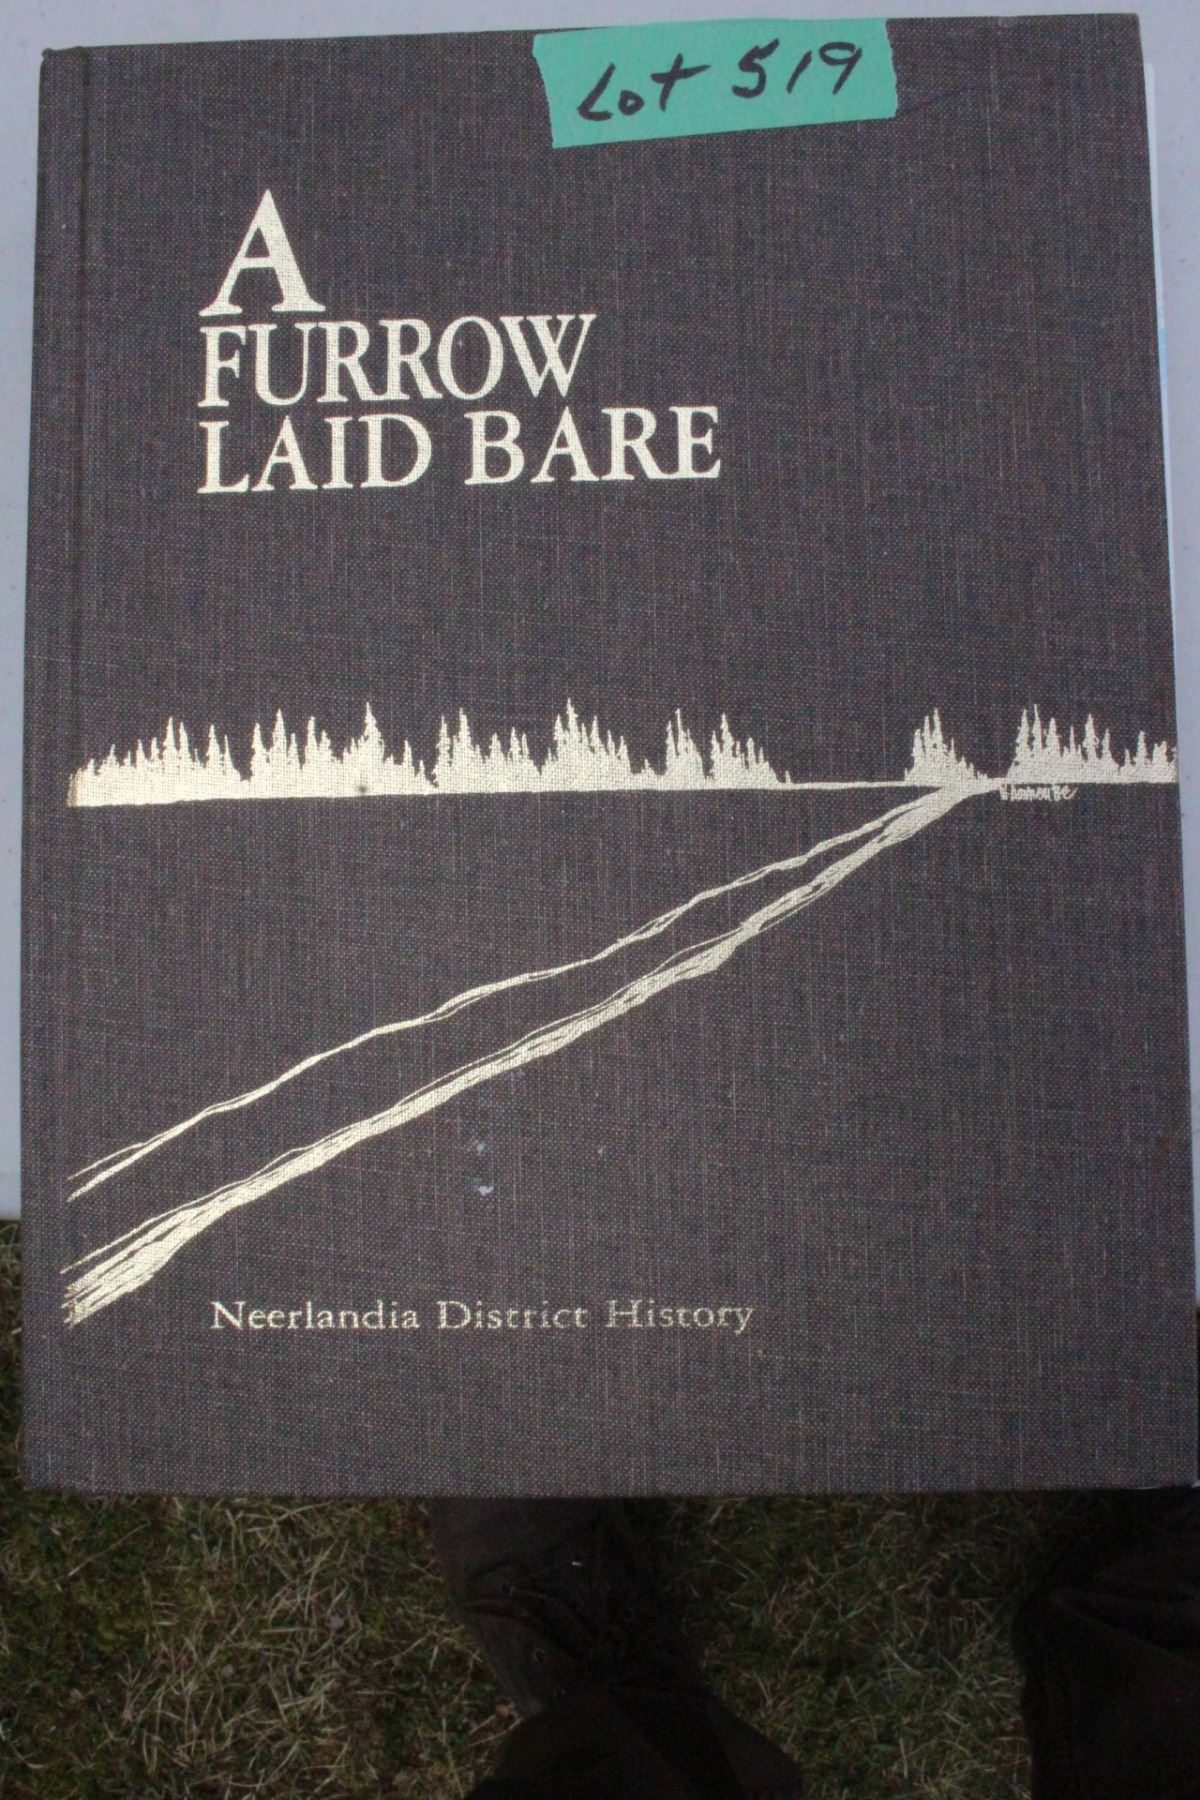 Lot 519
A
FURROW
LAID BARE
Neerlandia District History